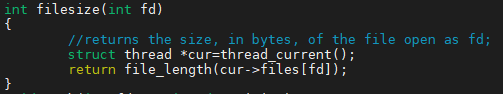 int filesize(int fd)
{
        //returns the size, in bytes, of the file open as fd;
        struct thread *cur=thread_current();
        return file_length(cur->files[fd]);
}